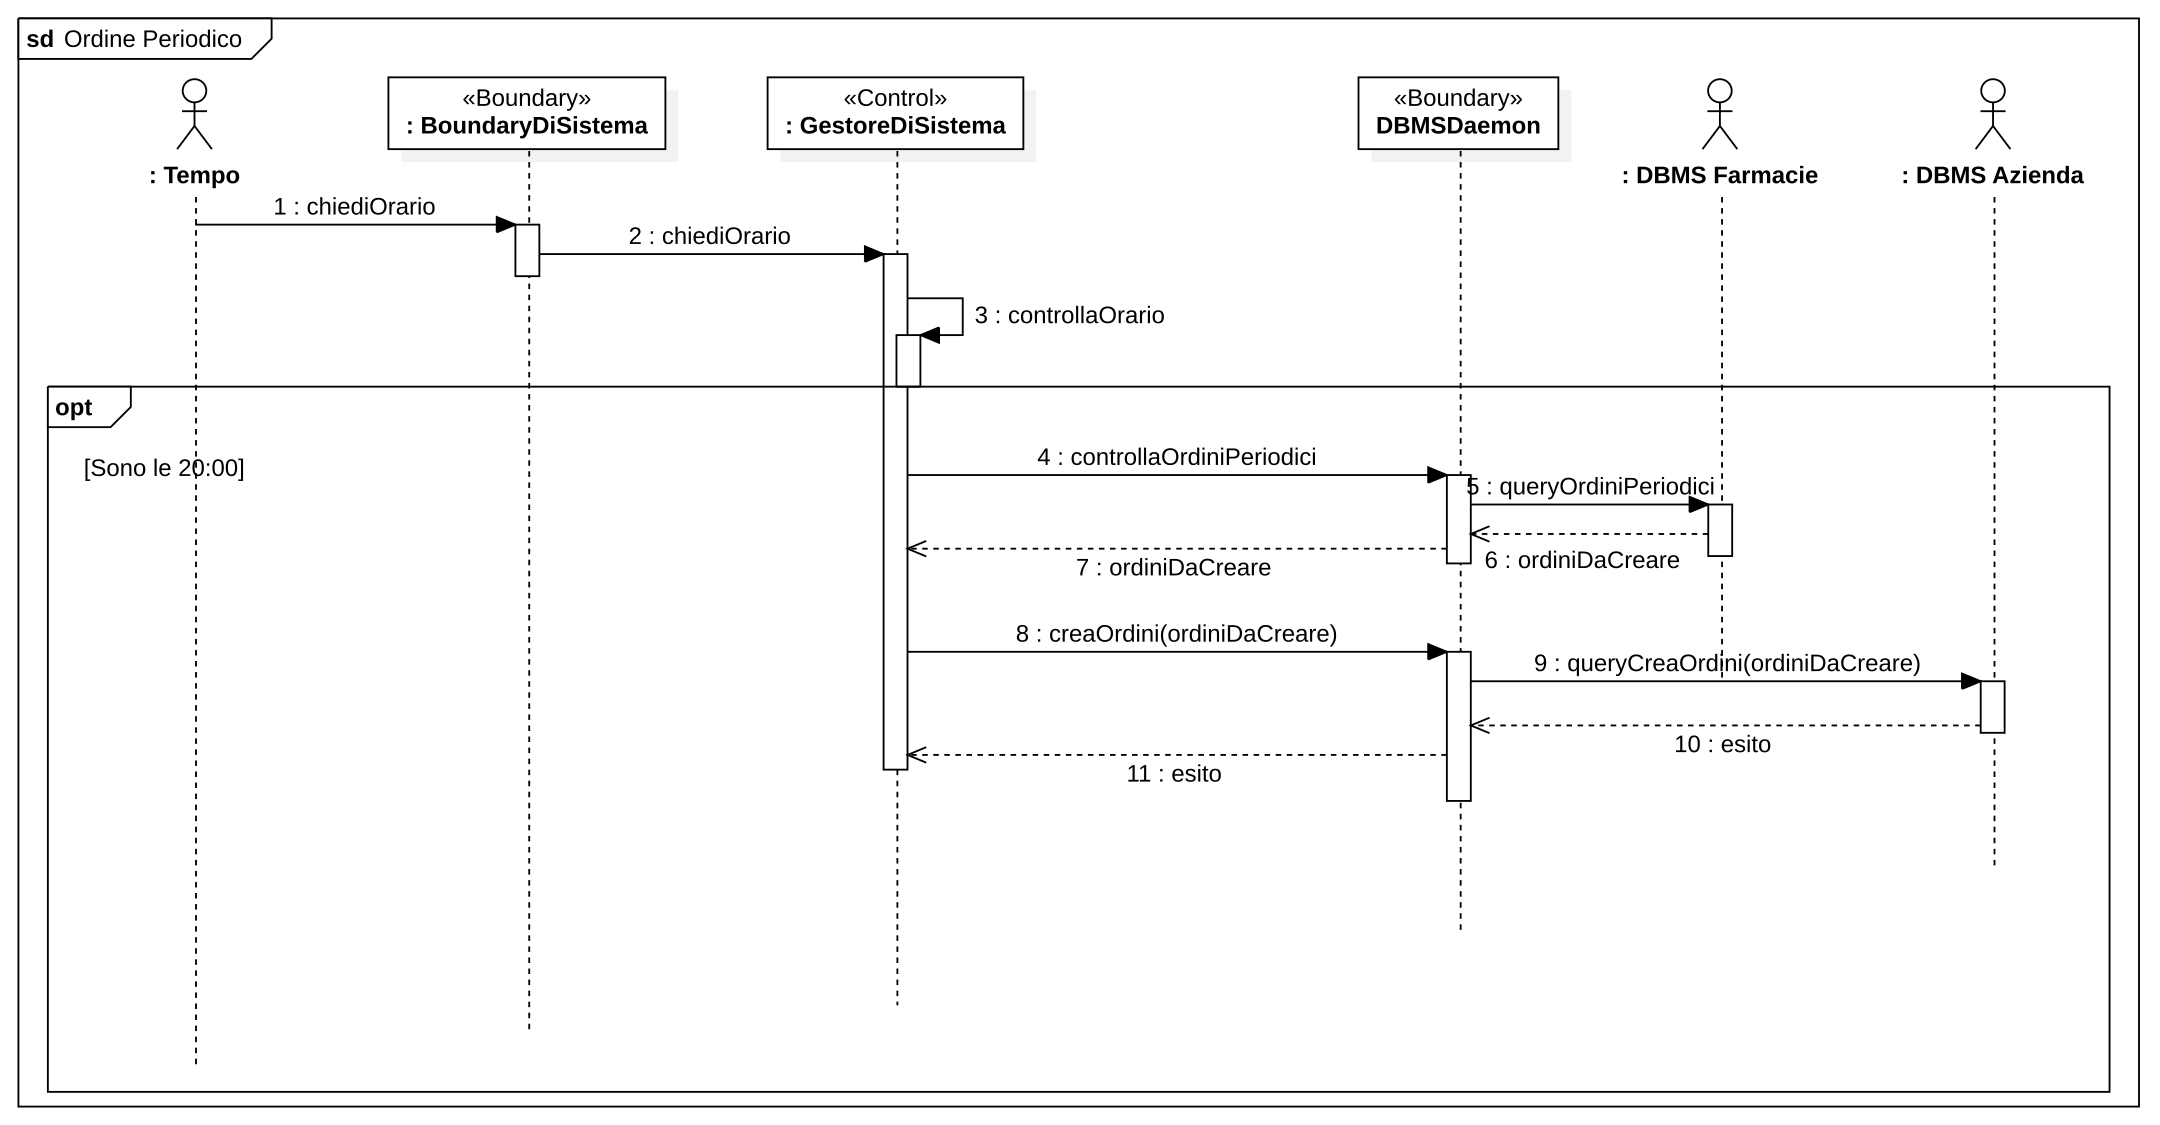 sd Ordine Periodico
«Boundary»
: BoundaryDiSistema
«Control»
: GestoreDiSistema
«Boundary»
DBMSDaemon
: Tempo
: DBMS Farmacie
: DBMS Azienda
1 : chiediOrario
2 : chiediOrario
3 : controllaOrario
opt
[Sono le 20:00]
4 : controllaOrdiniPeriodici
5 : queryOrdiniPeriodici
6 : ordiniDaCreare
7 : ordiniDaCreare
8 : creaOrdini(ordiniDaCreare)
9 : queryCreaOrdini(ordiniDaCreare)
10 : esito
11 : esito